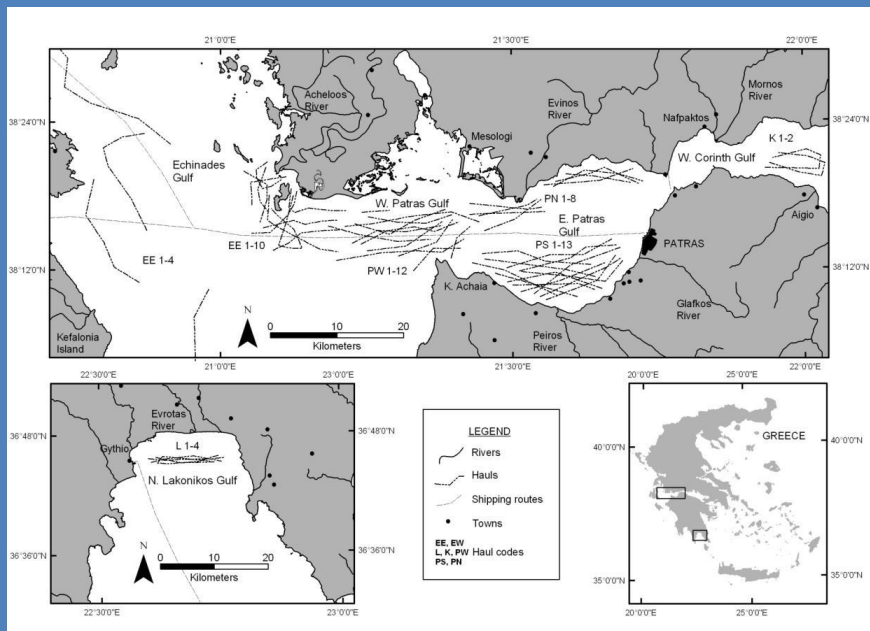 21°0'0"E
21°30'0"E
22°0'0"E
Acheloos
River
Mornos
River
Evinos
River
Nafpaktos
38°24'0"N
38°24'0"N
Mesologi
K 1-2
Echinades
Gulf
W. Corinth Gulf
W. Patras Gulf
PN 1-8
Aigio
E. Patras
Gulf
EE 1-10
PS 1-13
PATRAS
EE 1-4
PW 1-12
38°12'0"N
38°12'0"N
K. Achaia
Glafkos
River
Kefalonia
Island
N
0 10 20
Kilometers
Peiros
River
21°0'0"E
21°30'0"E
22°0'0"E
22°30'0"E
23°0'0"E
Evrotas
River
36°48'0"N
36°48'0"N
Gythio
L 1-4
N. Lakonikos Gulf
36°36'0"N
36°36'0"N
N
0 10 20
Kilometers
22°30'0"E
23°0'0"E
LEGEND
Rivers
Hauls
Shipping routes
Towns
EE, EW
L, K, PW Haul codes
PS, PN
20°0'0"E
25°0'0"E
GREECE
40°0'0"N
40°0'0"N
35°0'0"N
35°0'0"N
20°0'0"E
25°0'0"E